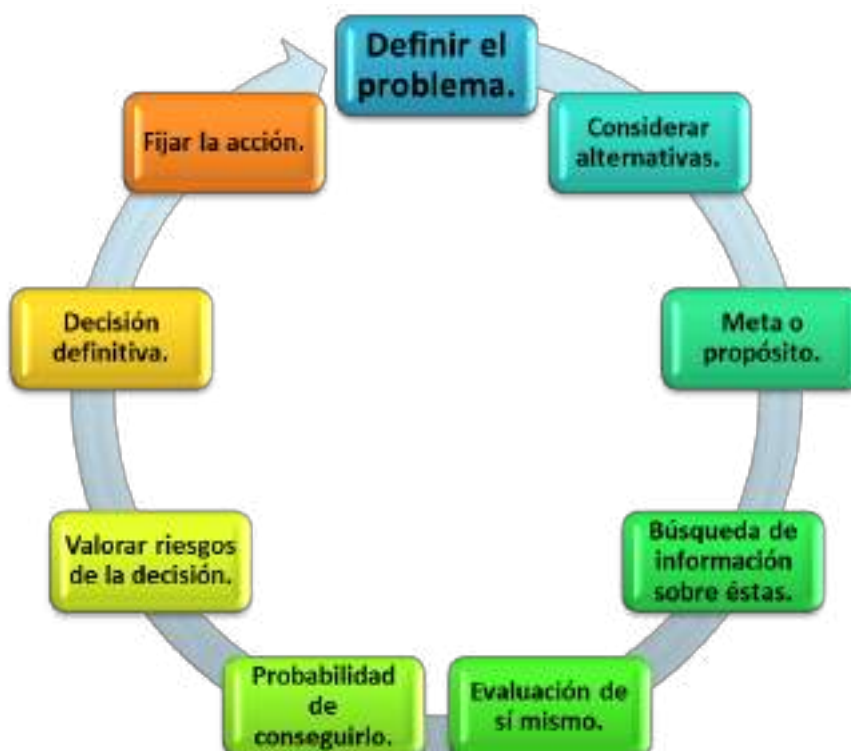 Definir el
problema.
Considerar
alternativas.
Meta o
propósito.
Búsqueda de
información
sobre éstas.
Evaluación de
sí mismo.
Probabilidad
de
conseguirlo.
Valorar riesgos
de la decisión.
Decisión
definitiva.
Fijar la acción.